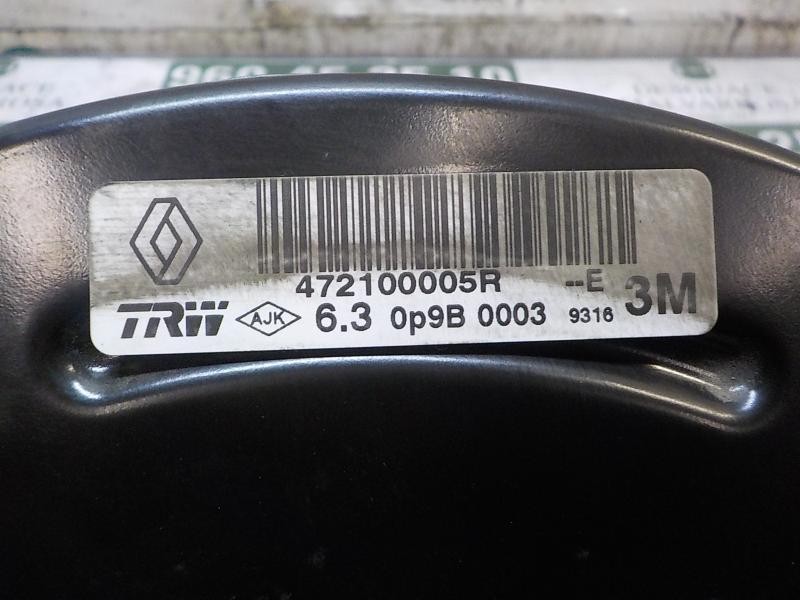 472100005R --E 3M
TRW AJK 6.3 0p9B 0003 9316